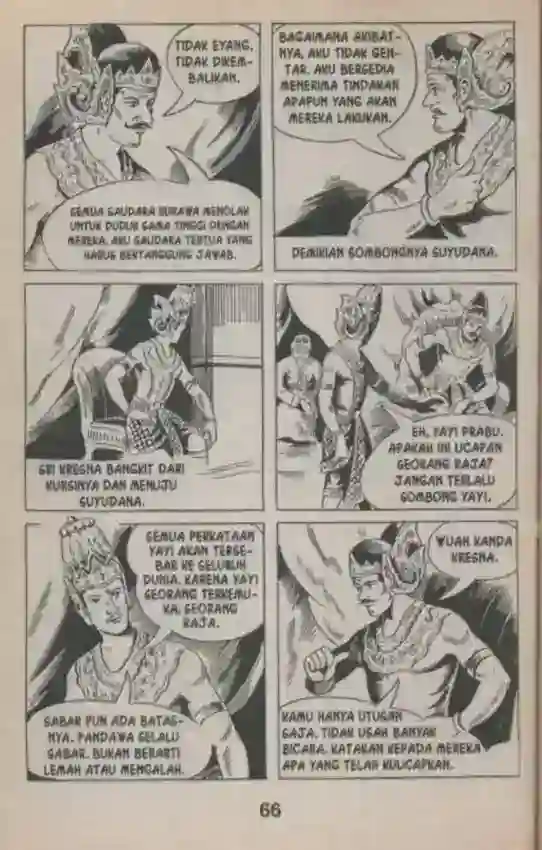 TIDAK EYANG.
TIDAK DIKEM-
BALIKAN.
SEMUA SAUDARA KURAWA MENOLAK
UNTUK DUDUK SAMA TINGGI DENGAN
MEREKA. AKU SAUDARA TERTUA YANG
HARUS BERTANGGUNG JAWAB.
BAGAIMANA AKIBAT-
NYA, AKU TIDAK GEN-
TAR. AKU BERSEDIA
MENERIMA TINDAKAN
APAPUN YANG AKAN
MEREKA LAKUKAN.
DEMIKIAN SOMBONGNYA SUYUDANA.
SRI KRESNA BANGKIT DARI
KURSINYA DAN MENUJU
SUYUDANA.
EH, YAYI PRABU.
APAKAH INI UCAPAN
SEORANG RAJA?
JANGAN TERLALU
SOMBONG YAYI.
SEMUA PERKATAAN
YAYI AKAN TERSE-
BAR KE SELURUH
DUNIA. KARENA YAYI
SEORANG TERKEMU-
KA. SEORANG
RAJA.
SABAR PUN ADA BATAS-
NYA. PANDAWA SELALU
SABAR. BUKAN BERARTI
LEMAH ATAU MENGALAH.
WUAH KANDA
KRESNA.
KAMU HANYA UTUSAN
SAJA. TIDAK USAH BANYAK
BICARA. KATAKAN KEPADA MEREKA
APA YANG TELAH KUUCAPKAN.
66